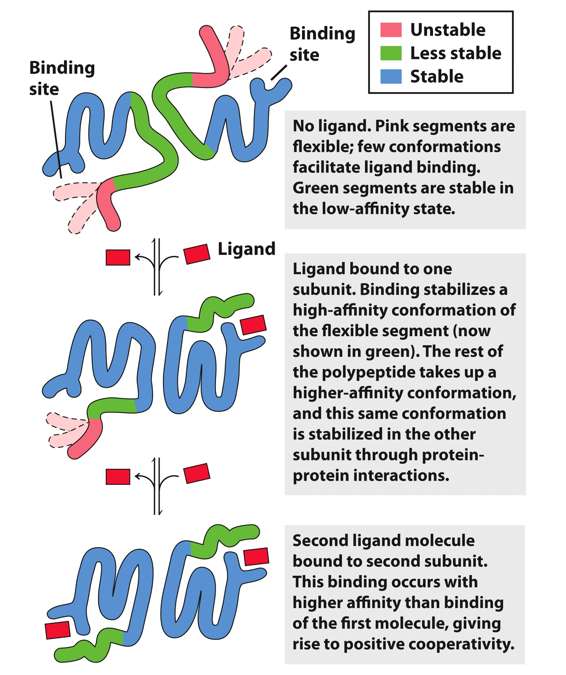 Binding
site
Binding
site
Unstable
Less stable
Stable
No ligand. Pink segments are
flexible; few conformations
facilitate ligand binding.
Green segments are stable in
the low-affinity state.
Ligand
Ligand bound to one
subunit. Binding stabilizes a
high-affinity conformation of
the flexible segment (now
shown in green). The rest of
the polypeptide takes up a
higher-affinity conformation,
and this same conformation
is stabilized in the other
subunit through protein-
protein interactions.
Second ligand molecule
bound to second subunit.
This binding occurs with
higher affinity than binding
of the first molecule, giving
rise to positive cooperativity.